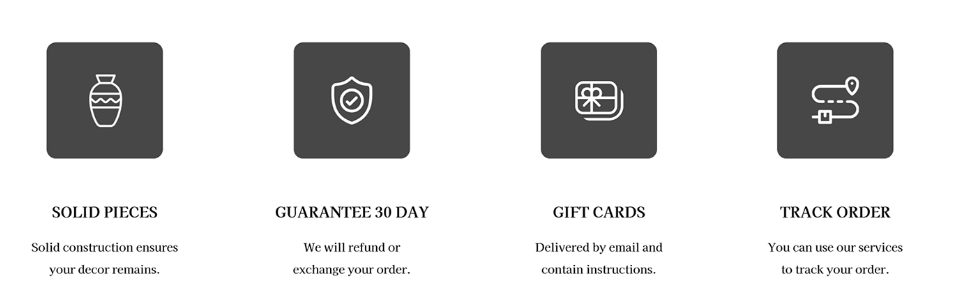 SOLID PIECES
Solid construction ensures
your decor remains.
GUARANTEE 30 DAY
We will refund or
exchange your order.
GIFT CARDS
Delivered by email and
contain instructions.
TRACK ORDER
You can use our services
to track your order.